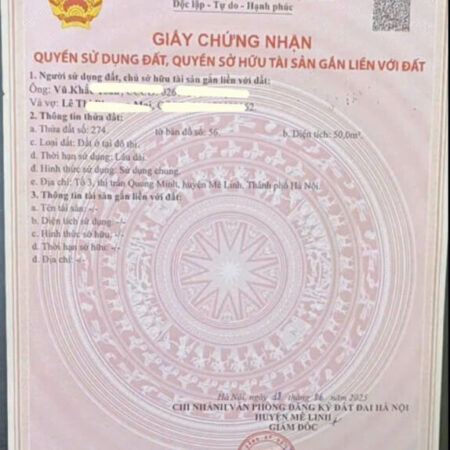 Độc lập - Tự do - Hạnh phúc
GIẤY CHỨNG NHẬN
QUYỀN SỬ DỤNG ĐẤT, QUYỀN SỞ HỮU TÀI SẢN GẮN LIỀN VỚI ĐẤT
1. Người sử dụng đất, chủ sở hữu tài sản gắn liền với đất:
Ông: Vũ Khắc
Và vợ: Lê Thị
2. Thông tin thửa đất:
a. Thửa đất số: 274, tờ bản đồ số: 56. b. Diện tích: 50,0m².
c. Loại đất: Đất ở tại đô thị.
d. Thời hạn sử dụng: Lâu dài.
đ. Hình thức sử dụng: Sử dụng chung.
e. Địa chỉ: Tổ 3, thị trấn Quang Minh, huyện Mê Linh, Thành phố Hà Nội.
3. Thông tin tài sản gắn liền với đất:
a. Tên tài sản: -/-
b. Diện tích sử dụng: -/-
c. Hình thức sở hữu: -/-
d. Thời hạn sở hữu: -/-
đ. Địa chỉ: -/-
Hà Nội, ngày tháng năm 2025
CHI NHÁNH VĂN PHÒNG ĐĂNG KÝ ĐẤT ĐAI HÀ NỘI
HUYỆN MÊ LINH
GIÁM ĐỐC